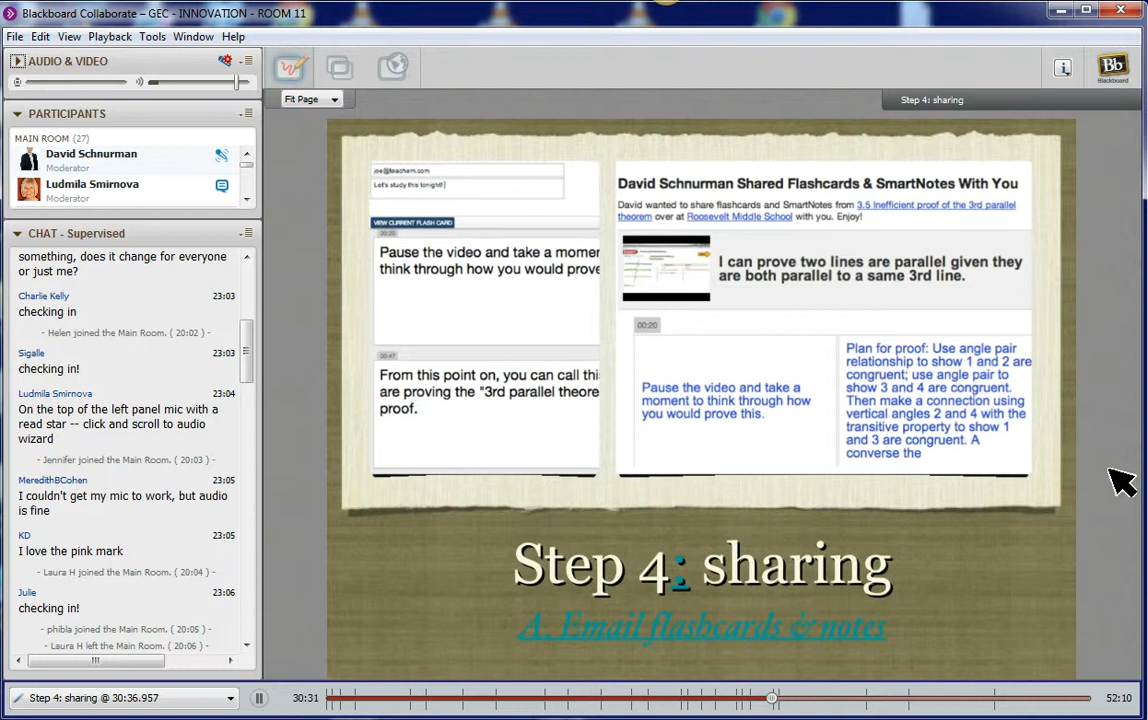 Blackboard Collaborate – GEC - INNOVATION - ROOM 11
File Edit View Playback Tools Window Help
AUDIO & VIDEO
PARTICIPANTS
MAIN ROOM (27)
David Schnurman
Moderator
Ludmila Smirnova
Moderator
CHAT - Supervised
something, does it change for everyone
or just me?
Charlie Kelly 23:03
checking in
- Helen joined the Main Room. ( 20:02 ) -
Sigalle 23:03
checking in!
Ludmila Smirnova 23:04
On the top of the left panel mic with a
read star -- click and scroll to audio
wizard
- Jennifer joined the Main Room. ( 20:03 ) -
MeredithBCohen 23:05
I couldn't get my mic to work, but audio
is fine
KD 23:05
I love the pink mark
- Laura H joined the Main Room. ( 20:04 ) -
Julie 23:06
checking in!
- phibla joined the Main Room. ( 20:05 ) -
- Laura H left the Main Room. ( 20:05 ) -
Step 4: sharing @ 30:36.957
Fit Page
Step 4: sharing
Bb
Blackboard
joe@teachem.com
Let's study this tonight!
VIEW CURRENT FLASH CARD
00:20
Pause the video and take a momen
think through how you would prove
00:47
From this point on, you can call thi
are proving the "3rd parallel theore
proof.
David Schnurman Shared Flashcards & SmartNotes With You
David wanted to share flashcards and SmartNotes from 3.5 Inefficient proof of the 3rd parallel
theorem over at Roosevelt Middle School with you. Enjoy!
I can prove two lines are parallel given they
are both parallel to a same 3rd line.
00:20
Pause the video and take a
moment to think through how
you would prove this.
Plan for proof: Use angle pair
relationship to show 1 and 2 are
congruent; use angle pair to
show 3 and 4 are congruent.
Then make a connection using
vertical angles 2 and 4 with the
transitive property to show 1
and 3 are congruent. A
converse the
Step 4: sharing
A. Email flashcards & notes
30:31
52:10